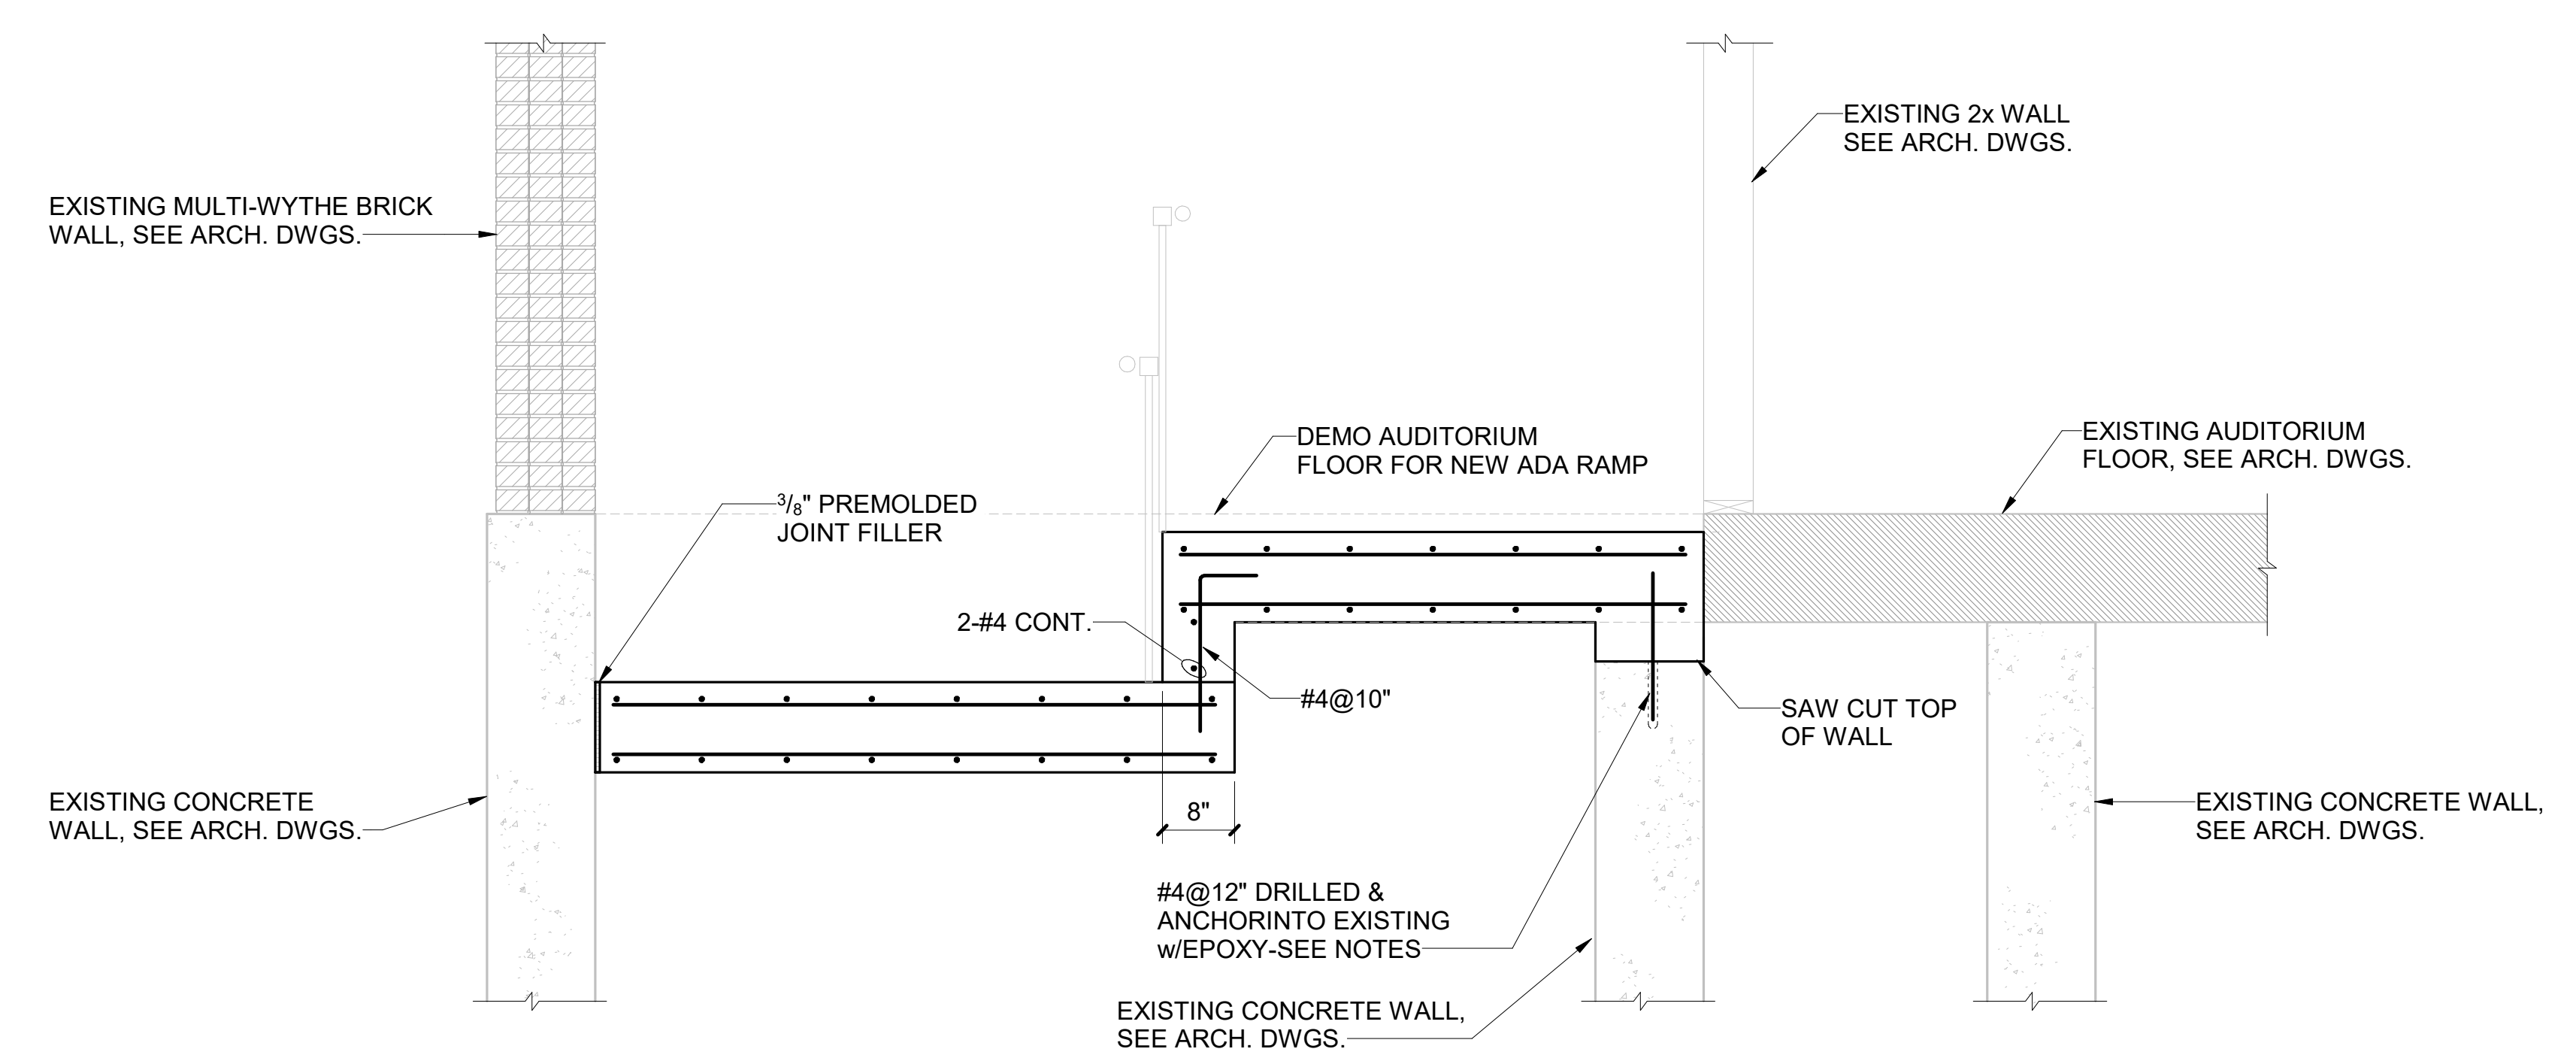 EXISTING 2x WALL
SEE ARCH. DWGS.
EXISTING MULTI-WYTHE BRICK
WALL, SEE ARCH. DWGS.
DEMO AUDITORIUM
FLOOR FOR NEW ADA RAMP
EXISTING AUDITORIUM
FLOOR, SEE ARCH. DWGS.
3/8" PREMOLDED
JOINT FILLER
2-#4 CONT.
#4@10"
SAW CUT TOP
OF WALL
EXISTING CONCRETE
WALL, SEE ARCH. DWGS.
8"
EXISTING CONCRETE WALL,
SEE ARCH. DWGS.
#4@12" DRILLED &
ANCHORINTO EXISTING
w/EPOXY-SEE NOTES
EXISTING CONCRETE WALL,
SEE ARCH. DWGS.